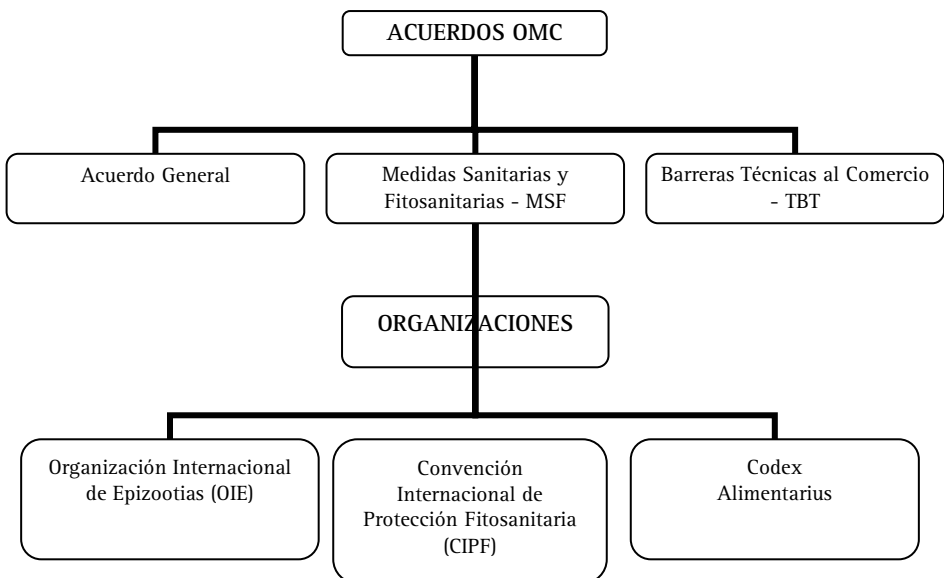 ACUERDOS OMC
Acuerdo General
Medidas Sanitarias y
Fitosanitarias - MSF
Barreras Técnicas al Comercio
- TBT
ORGANIZACIONES
Organización Internacional
de Epizootias (OIE)
Convención
Internacional de
Protección Fitosanitaria
(CIPF)
Codex
Alimentarius